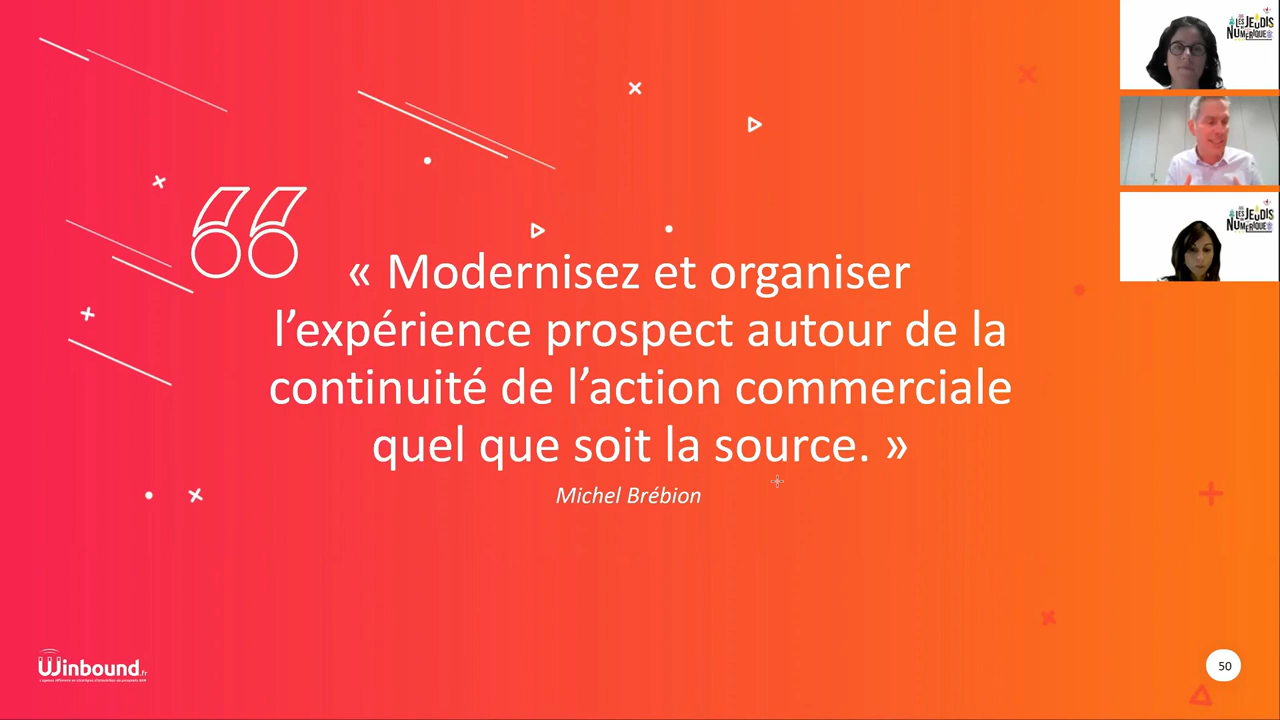 LES JEUDIS
NUMÉRIQUE
« Modernisez et organiser
l’expérience prospect autour de la
continuité de l’action commerciale
quel que soit la source. »
Michel Brébion
LES JEUDIS
NUMÉRIQUE
Winbound.fr
50